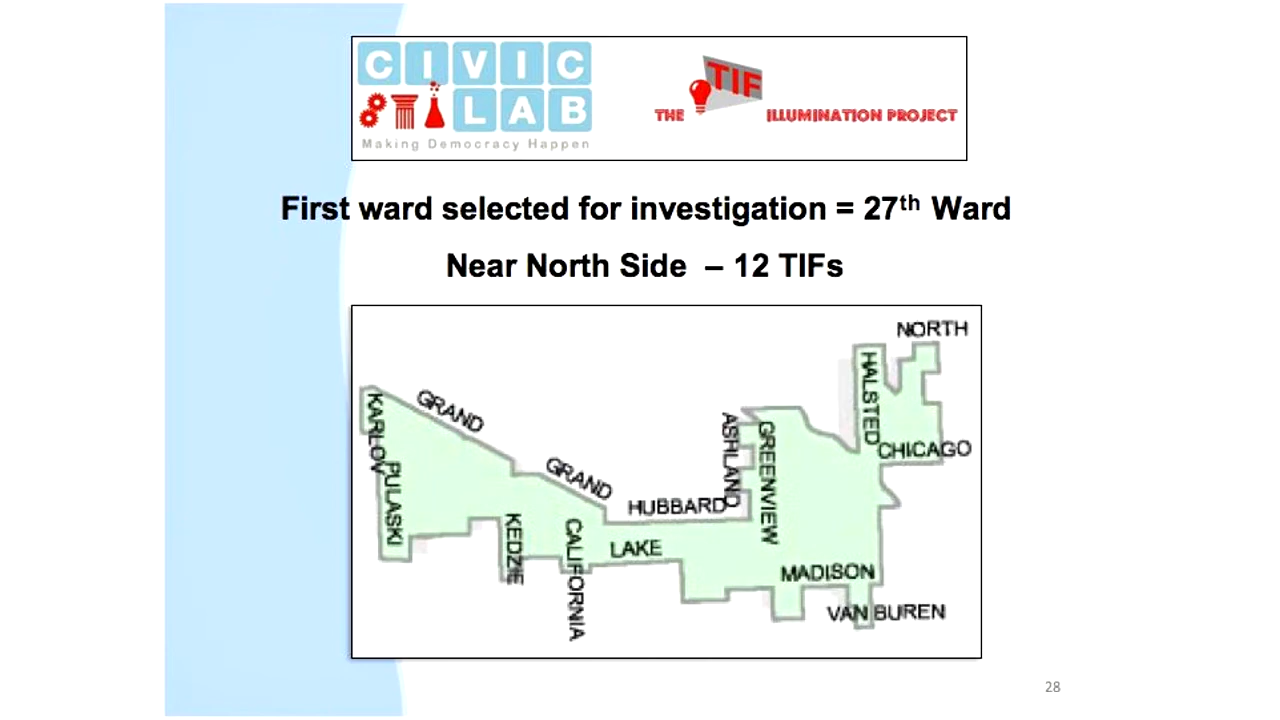 CIVIC
LAB
Making Democracy Happen
THE TIF ILLUMINATION PROJECT
First ward selected for investigation = 27th Ward
Near North Side – 12 TIFs
NORTH
HALSTED
KARLOV
GRAND
ASHLAND
GREENVIEW
CHICAGO
PULASKI
GRAND
HUBBARD
KEDZIE
CALIFORNIA
LAKE
MADISON
VAN BUREN
28